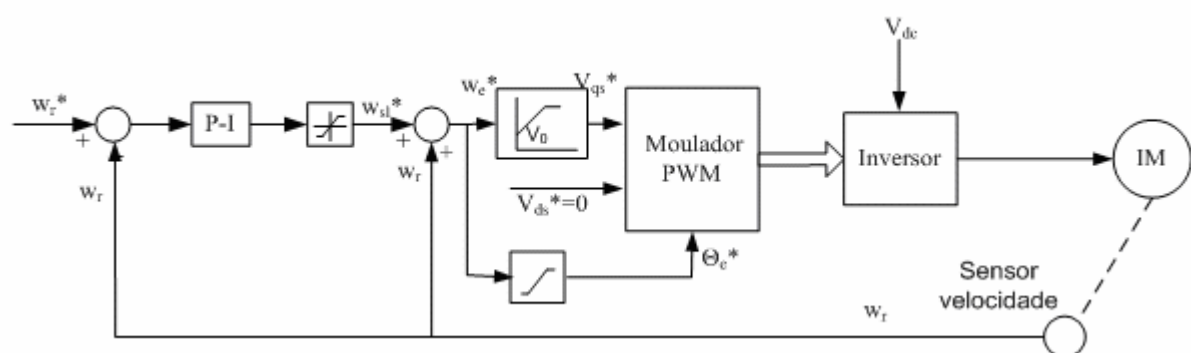 V_dc
w_r*
+
-
w_r
P-I
w_sl*
+
+
w_r
w_e*
V_0
V_qs*
V_ds*=0
Moulador
PWM
Θ_e*
Inversor
IM
Sensor
velocidade
w_r